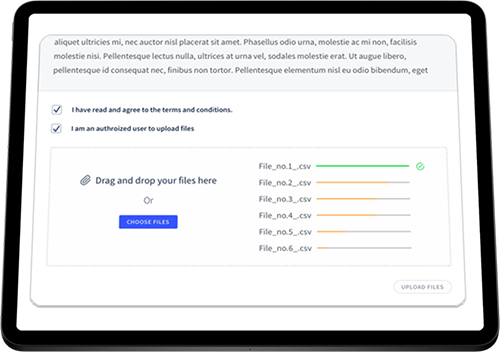 aliquet ultricies mi, nec auctor nisl placerat sit amet. Phasellus odio urna, molestie ac mi non, facilisis
molestie nisi. Pellentesque lectus nulla, ultrices at urna vel, sodales molestie erat. Ut augue libero,
pellentesque id consequat nec, finibus non tortor. Pellentesque elementum nisl eu odio bibendum, eget
I have read and agree to the terms and conditions.
I am an authroized user to upload files
Drag and drop your files here
Or
CHOOSE FILES
File_no.1_.csv
File_no.2_.csv
File_no.3_.csv
File_no.4_.csv
File_no.5_.csv
File_no.6_.csv
UPLOAD FILES